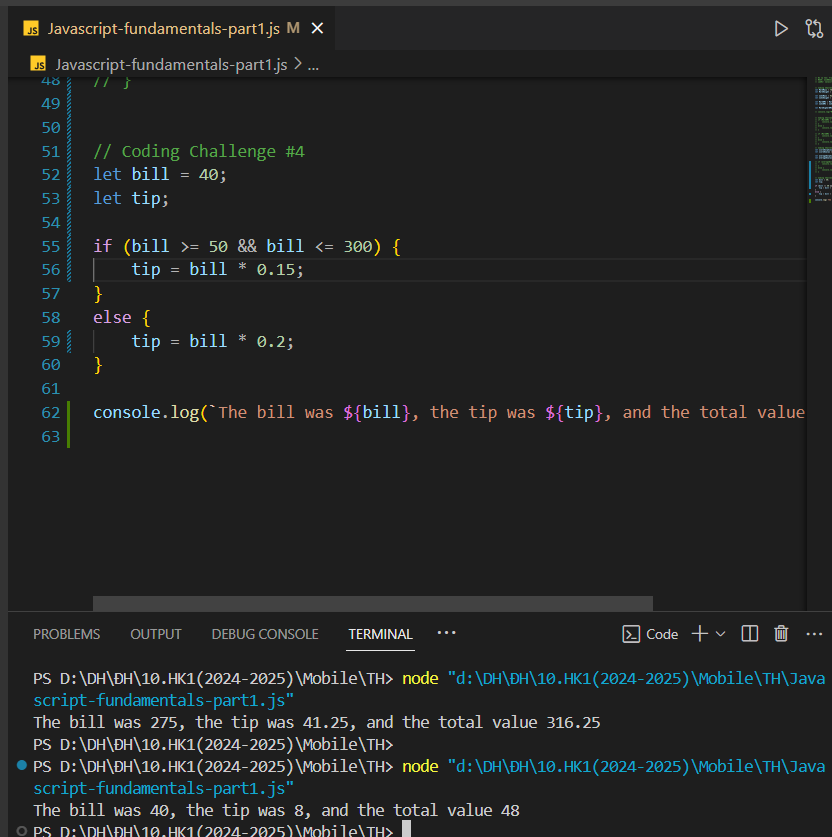 JS Javascript-fundamentals-part1.js M
JS Javascript-fundamentals-part1.js > ...
48 // }
49
50
51 // Coding Challenge #4
52 let bill = 40;
53 let tip;
54
55 if (bill >= 50 && bill <= 300) {
56     tip = bill * 0.15;
57 }
58 else {
59     tip = bill * 0.2;
60 }
61
62 console.log(`The bill was ${bill}, the tip was ${tip}, and the total value
63
PROBLEMS OUTPUT DEBUG CONSOLE TERMINAL ··· Code ···
PS D:\DH\ĐH\10.HK1(2024-2025)\Mobile\TH> node "d:\DH\ĐH\10.HK1(2024-2025)\Mobile\TH\Java
script-fundamentals-part1.js"
The bill was 275, the tip was 41.25, and the total value 316.25
PS D:\DH\ĐH\10.HK1(2024-2025)\Mobile\TH>
PS D:\DH\ĐH\10.HK1(2024-2025)\Mobile\TH> node "d:\DH\ĐH\10.HK1(2024-2025)\Mobile\TH\Java
script-fundamentals-part1.js"
The bill was 40, the tip was 8, and the total value 48
PS D:\DH\ĐH\10.HK1(2024-2025)\Mobile\TH>